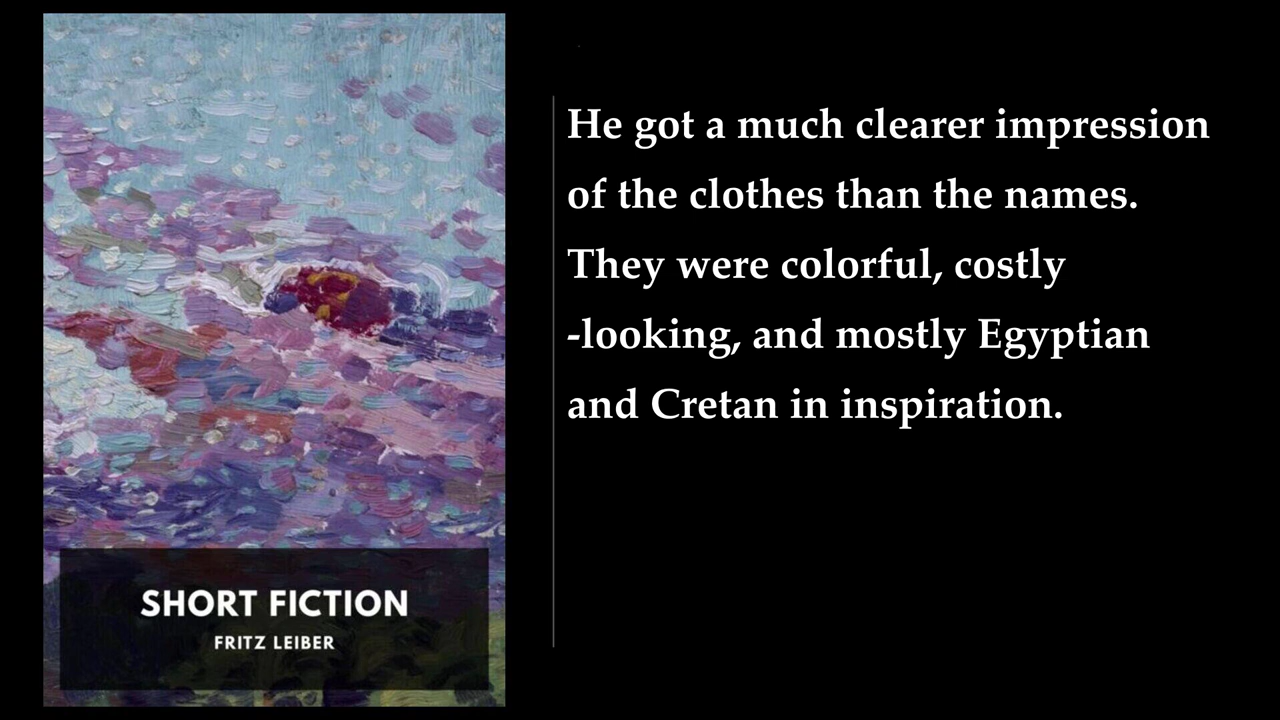 SHORT FICTION
FRITZ LEIBER
He got a much clearer impression
of the clothes than the names.
They were colorful, costly
-looking, and mostly Egyptian
and Cretan in inspiration.